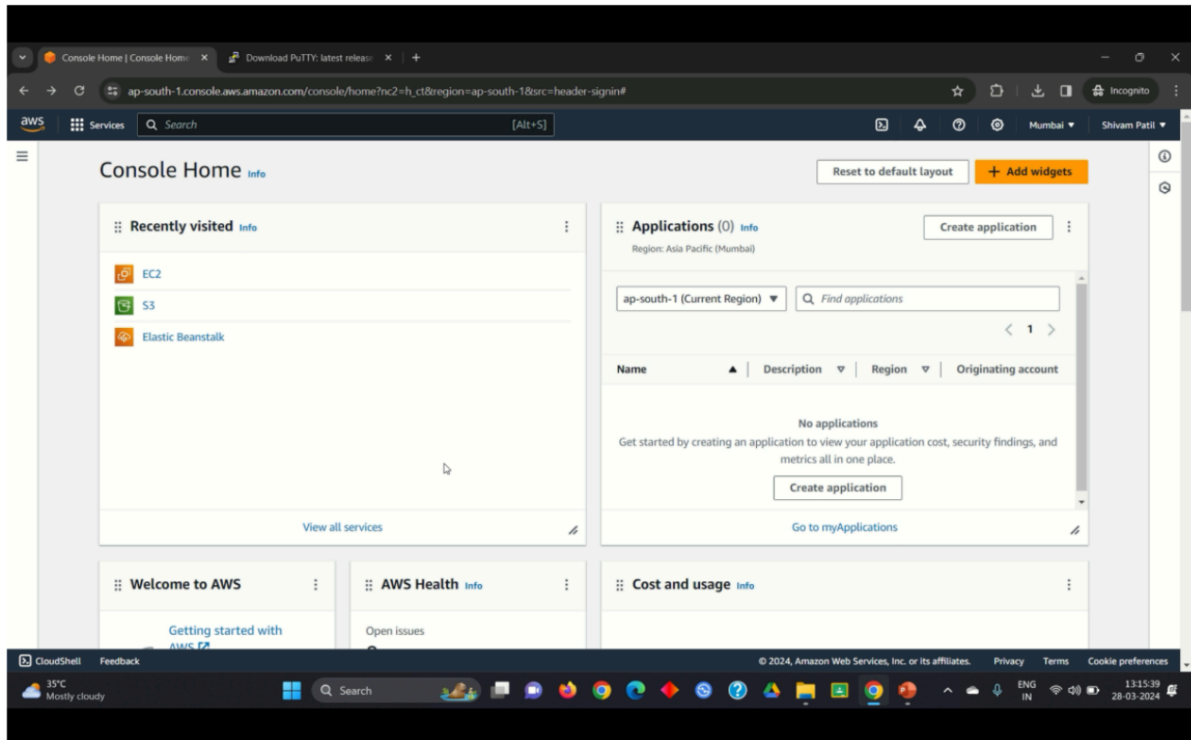 Console Home | Console Home
Download PuTTY: latest release
ap-south-1.console.aws.amazon.com/console/home?nc2=h_ct&region=ap-south-1&src=header-signin#
Incognito
aws
Services
Search
[Alt+S]
Mumbai
Shivam Patil
Console Home Info
Reset to default layout
+ Add widgets
Recently visited Info
EC2
S3
Elastic Beanstalk
View all services
Applications (0) Info
Region: Asia Pacific (Mumbai)
Create application
ap-south-1 (Current Region)
Find applications
1
Name
Description
Region
Originating account
No applications
Get started by creating an application to view your application cost, security findings, and
metrics all in one place.
Create application
Go to myApplications
Welcome to AWS
Getting started with
AWS
AWS Health Info
Open issues
Cost and usage Info
CloudShell
Feedback
© 2024, Amazon Web Services, Inc. or its affiliates.
Privacy
Terms
Cookie preferences
35°C
Mostly cloudy
Search
ENG
IN
13:15:39
28-03-2024